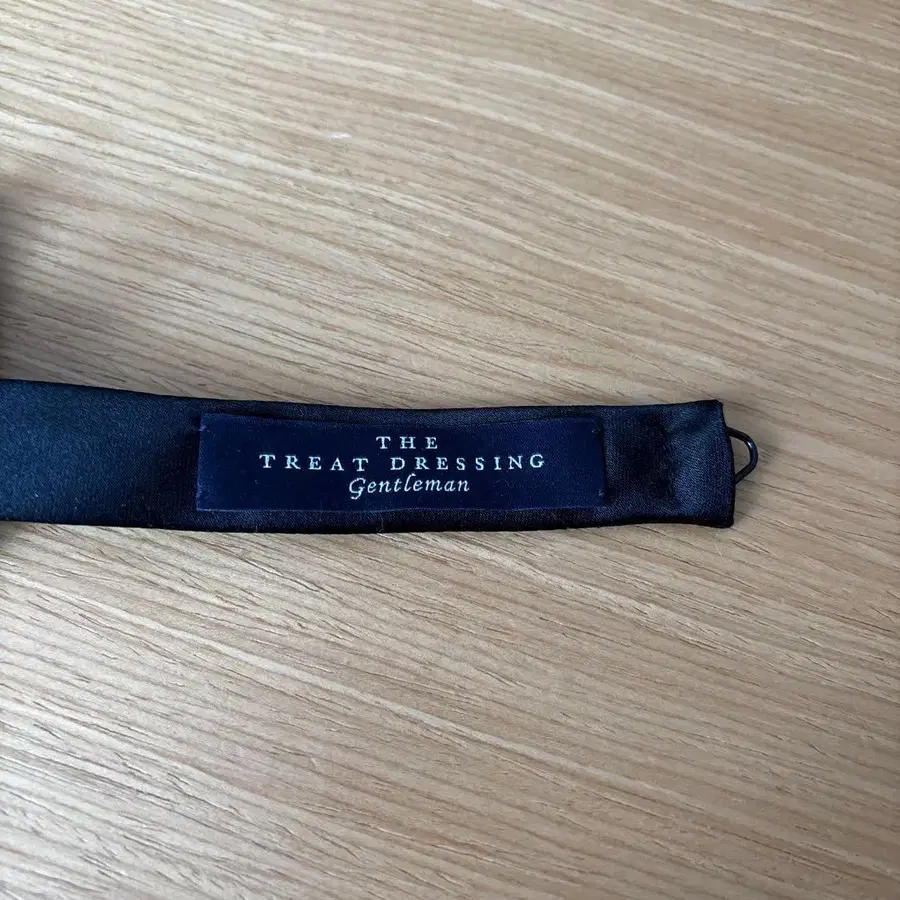 THE
TREAT DRESSING
Gentleman